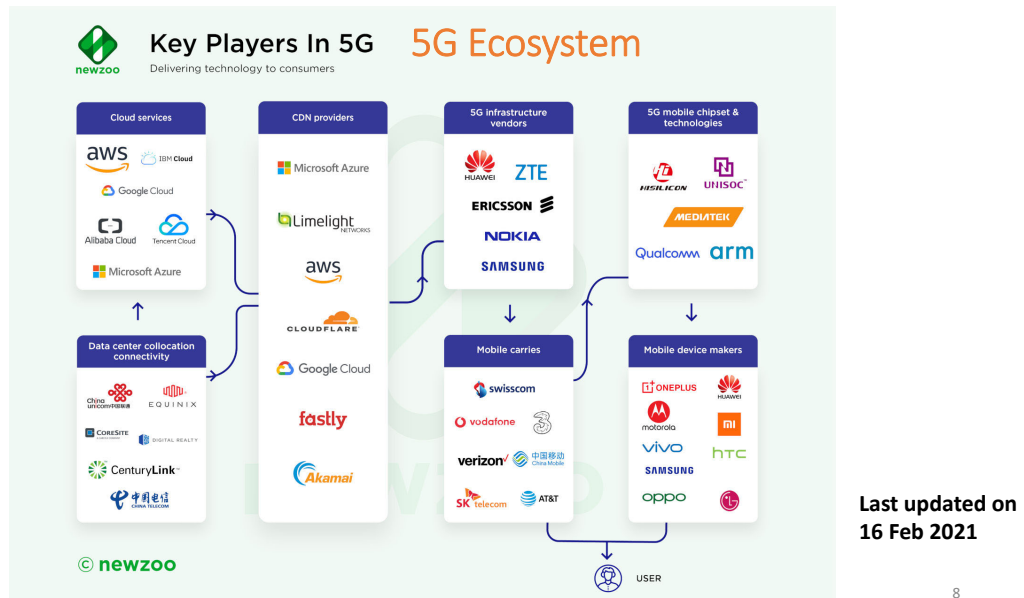 newzoo
Key Players In 5G
5G Ecosystem
Delivering technology to consumers
Cloud services
aws
IBM Cloud
Google Cloud
Alibaba Cloud
Tencent Cloud
Microsoft Azure
Data center collocation
connectivity
China
unicom中国联通
EQUINIX
CORESITE
DIGITAL REALTY
CenturyLink™
中国电信
CHINA TELECOM
CDN providers
Microsoft Azure
Limelight
NETWORKS
aws
CLOUDFLARE
Google Cloud
fastly
Akamai
5G infrastructure
vendors
HUAWEI
ZTE
ERICSSON
NOKIA
SAMSUNG
Mobile carries
swisscom
vodafone
3
verizon✓
中国移动
China Mobile
SK telecom
AT&T
5G mobile chipset &
technologies
HISILICON
UNISOC™
MEDIATEK
Qualcomm
arm
Mobile device makers
1+ ONEPLUS
HUAWEI
motorola
mi
vivo
hTC
SAMSUNG
oppo
LG
USER
© newzoo
NEWZOO
Last updated on
16 Feb 2021
8